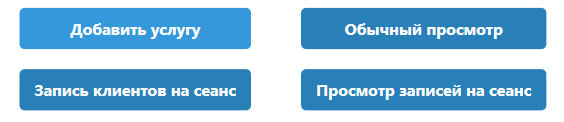 Добавить услугу
Обычный просмотр
Запись клиентов на сеанс
Просмотр записей на сеанс